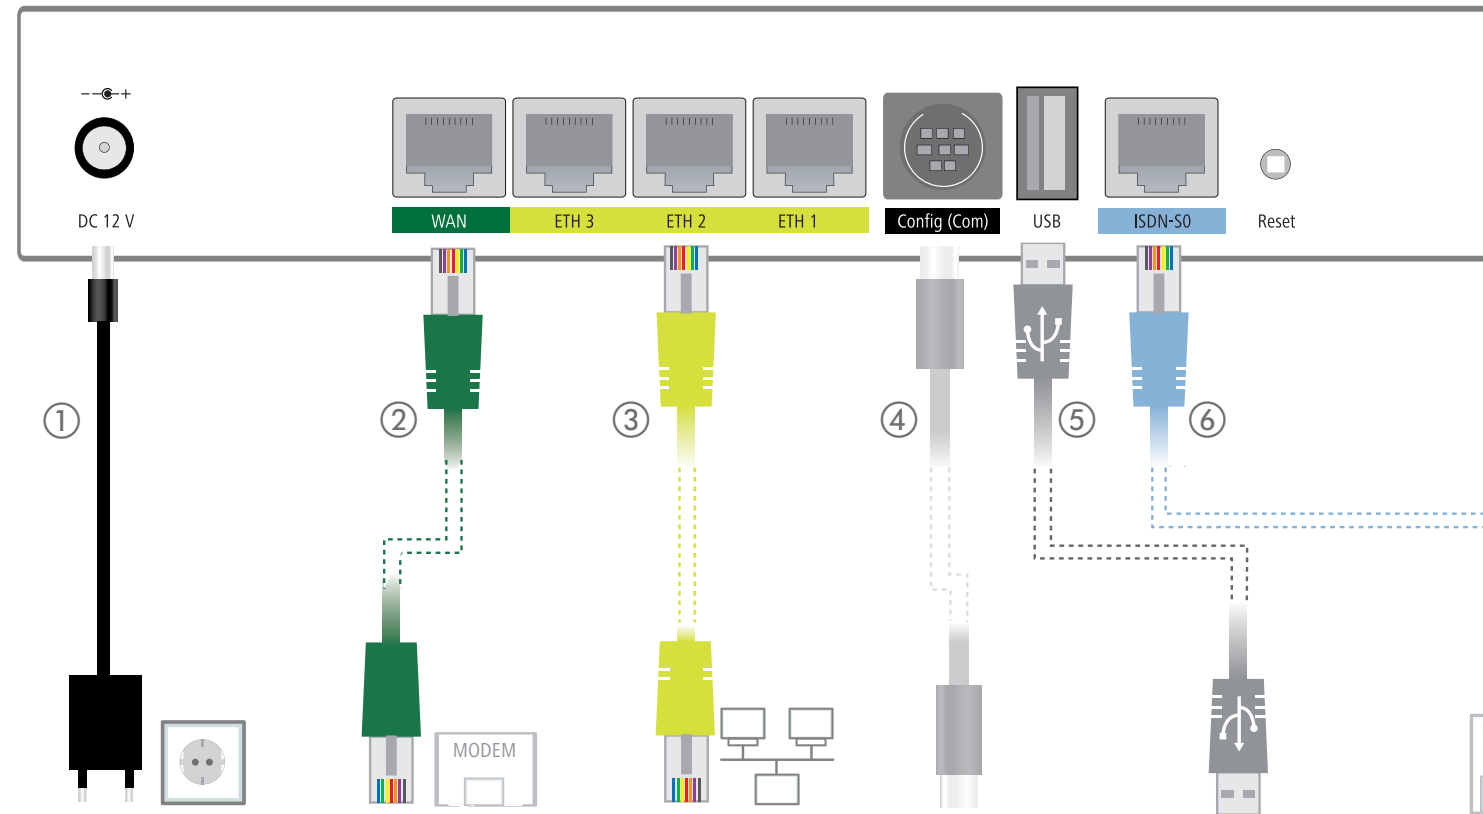 DC 12 V
WAN
ETH 3
ETH 2
ETH 1
Config (Com)
USB
ISDN-S0
Reset
①
②
③
④
⑤
⑥
MODEM